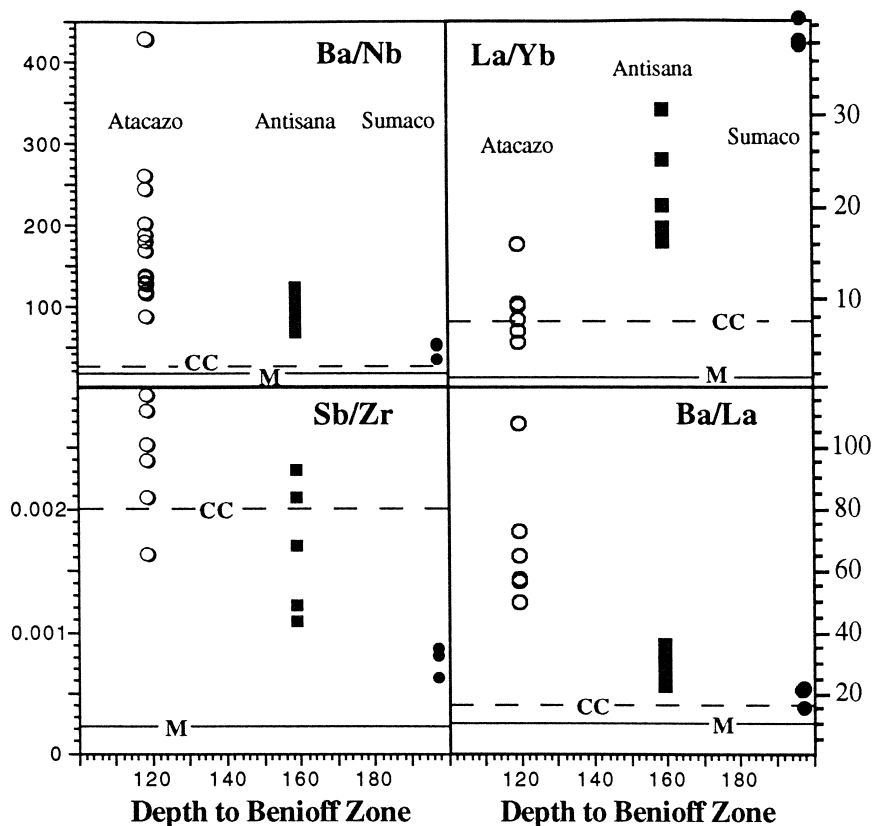 Ba/Nb
400
300
200
100
Atacazo
Antisana
Sumaco
CC
M
La/Yb
Antisana
Atacazo
Sumaco
30
20
10
CC
M
Sb/Zr
0.002
0.001
0
CC
M
120 140 160 180
Depth to Benioff Zone
Ba/La
100
80
60
40
20
CC
M
120 140 160 180
Depth to Benioff Zone